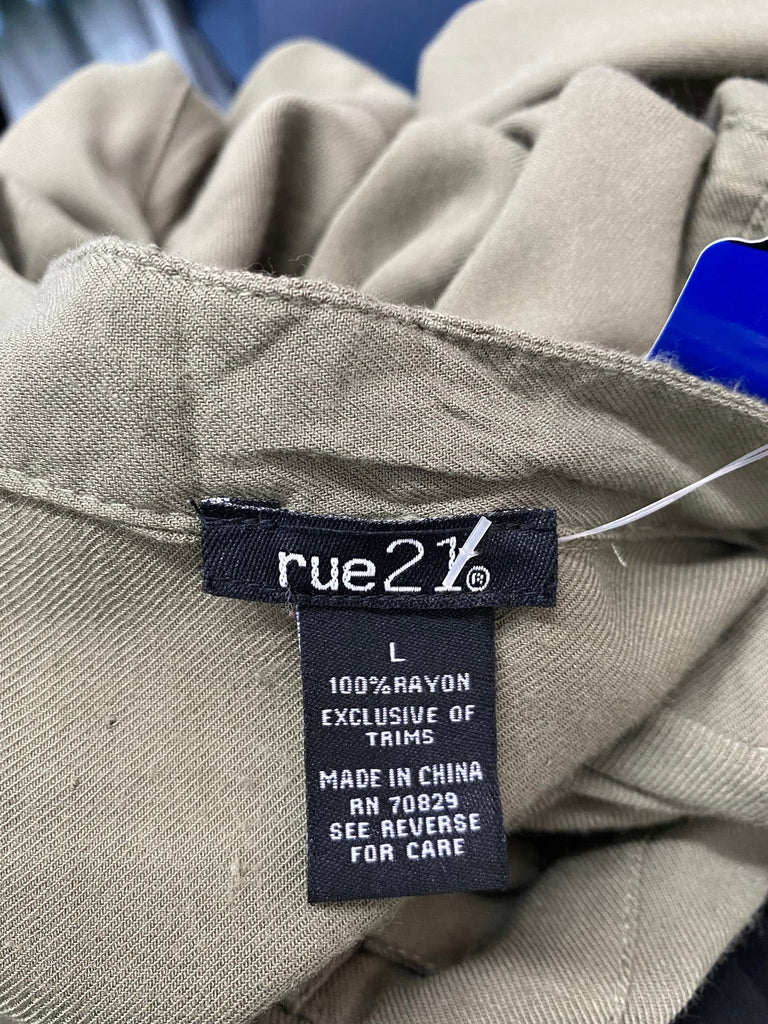 rue21®
L
100%RAYON
EXCLUSIVE OF
TRIMS
MADE IN CHINA
RN 70829
SEE REVERSE
FOR CARE